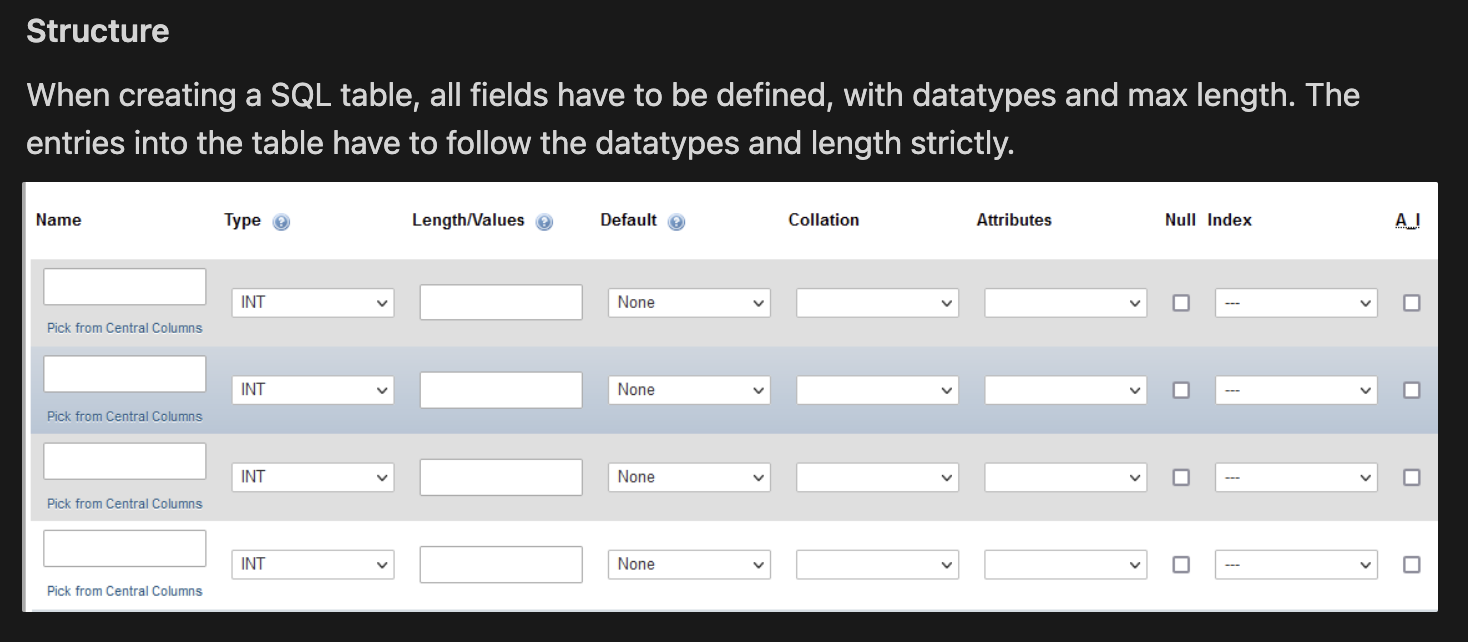 Structure
When creating a SQL table, all fields have to be defined, with datatypes and max length. The
entries into the table have to follow the datatypes and length strictly.
Name Type Length/Values Default Collation Attributes Null Index A_I
INT None ---
Pick from Central Columns
INT None ---
Pick from Central Columns
INT None ---
Pick from Central Columns
INT None ---
Pick from Central Columns